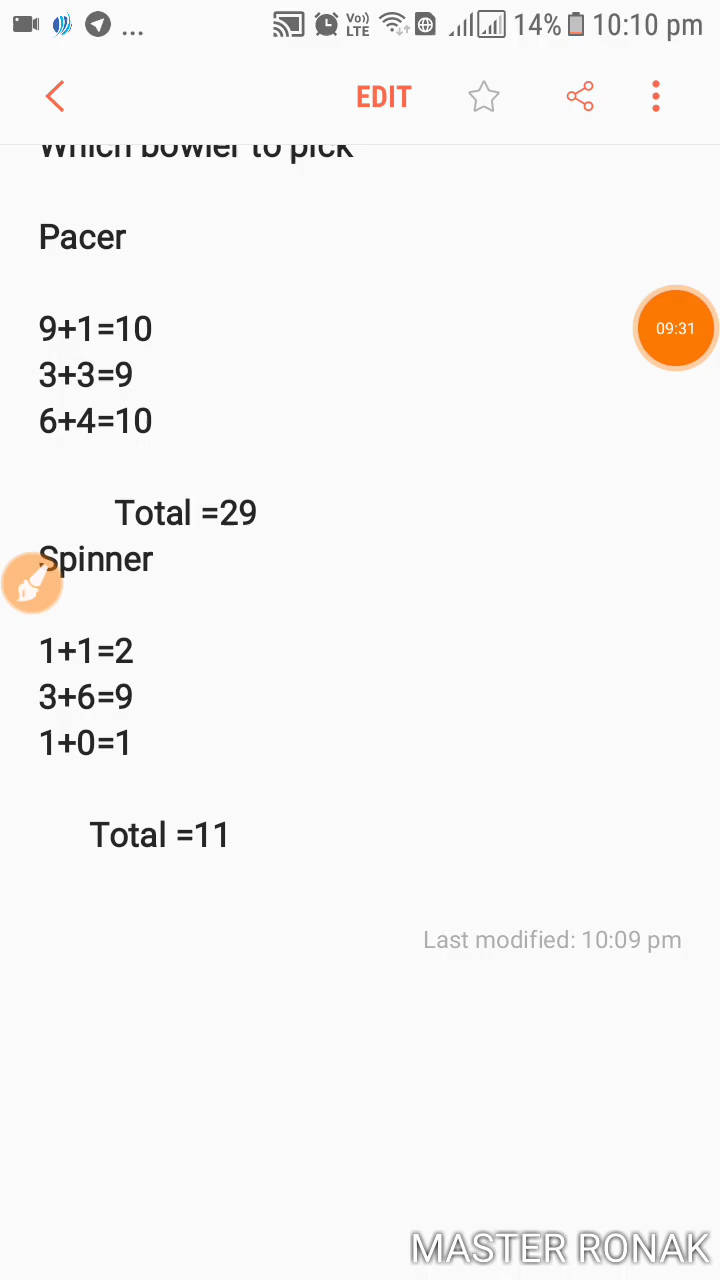 ...
Vo)) LTE
14%
10:10 pm
EDIT
Which bowler to pick
Pacer
9+1=10
3+3=9
6+4=10
09:31
Total =29
Spinner
1+1=2
3+6=9
1+0=1
Total =11
Last modified: 10:09 pm
MASTER RONAK